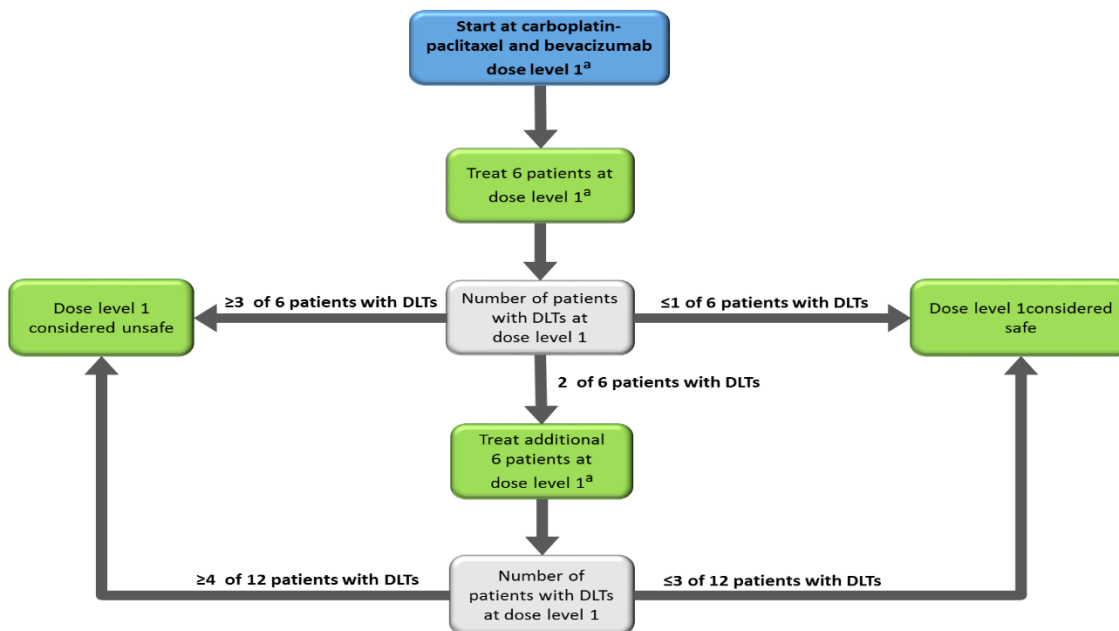 Start at carboplatin-
paclitaxel and bevacizumab
dose level 1a
Treat 6 patients at
dose level 1a
Dose level 1
considered unsafe
≥3 of 6 patients with DLTs
Number of patients
with DLTs at
dose level 1
≤1 of 6 patients with DLTs
Dose level 1considered
safe
2 of 6 patients with DLTs
Treat additional
6 patients at
dose level 1a
≥4 of 12 patients with DLTs
Number of
patients with DLTs
at dose level 1
≤3 of 12 patients with DLTs